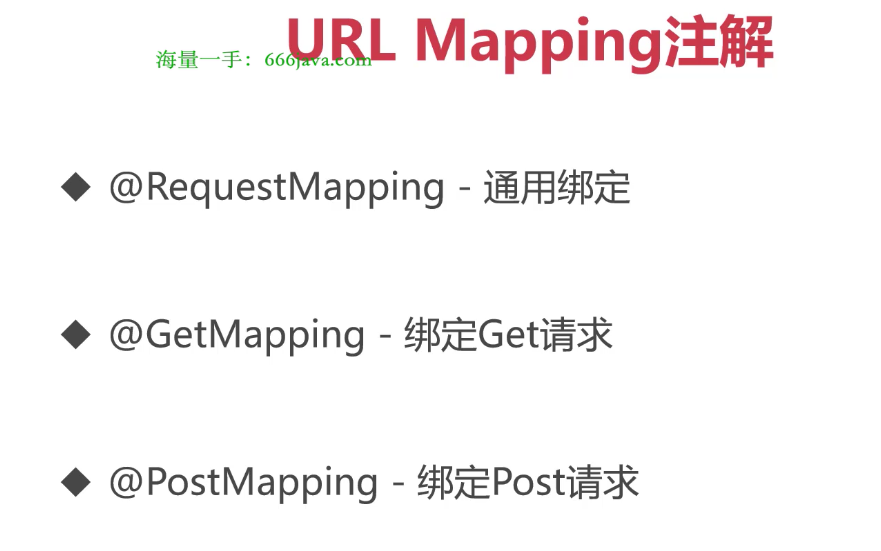 URL Mapping注解
海量一手：666java.com
◆ @RequestMapping - 通用绑定
◆ @GetMapping - 绑定Get请求
◆ @PostMapping - 绑定Post请求